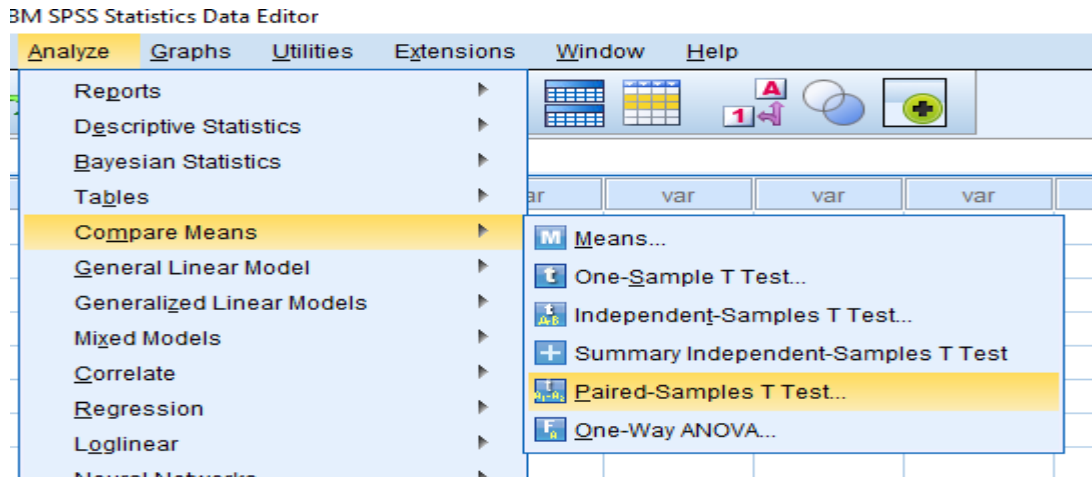 BM SPSS Statistics Data Editor
Analyze Graphs Utilities Extensions Window Help
Reports
Descriptive Statistics
Bayesian Statistics
Tables
ar var var var
Compare Means
Means...
General Linear Model
One-Sample T Test...
Generalized Linear Models
Independent-Samples T Test...
Mixed Models
Summary Independent-Samples T Test
Correlate
Paired-Samples T Test...
Regression
One-Way ANOVA...
Loglinear
Neural Networks